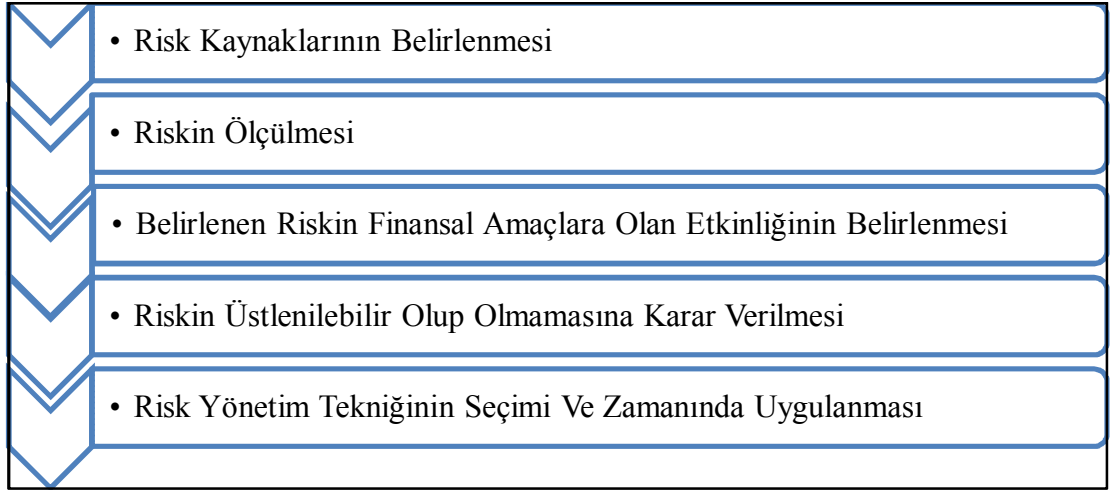 • Risk Kaynaklarının Belirlenmesi
• Riskin Ölçülmesi
• Belirlenen Riskin Finansal Amaçlara Olan Etkinliğinin Belirlenmesi
• Riskin Üstlenilebilir Olup Olmamasına Karar Verilmesi
• Risk Yönetim Tekniğinin Seçimi Ve Zamanında Uygulanması